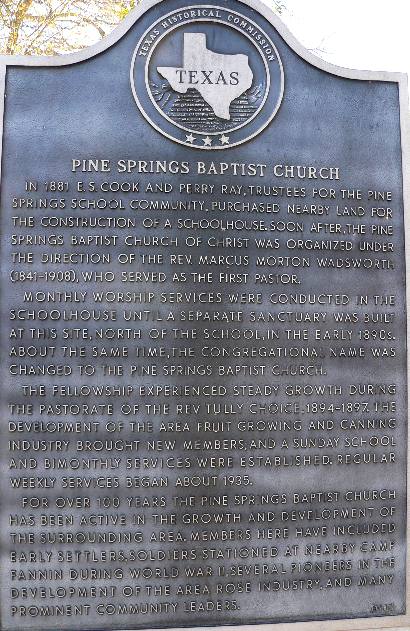 TEXAS HISTORICAL COMMISSION
TEXAS
PINE SPRINGS BAPTIST CHURCH
IN 1881 E.S. COOK AND PERRY RAY, TRUSTEES FOR THE PINE
SPRINGS SCHOOL COMMUNITY, PURCHASED NEARBY LAND FOR
THE CONSTRUCTION OF A SCHOOLHOUSE. SOON AFTER, THE PINE
SPRINGS BAPTIST CHURCH OF CHRIST WAS ORGANIZED UNDER
THE DIRECTION OF THE REV. MARCUS MORTON WADSWORTH
(1841-1908), WHO SERVED AS THE FIRST PASTOR.
MONTHLY WORSHIP SERVICES WERE CONDUCTED IN THE
SCHOOLHOUSE UNTIL A SEPARATE SANCTUARY WAS BUILT
AT THIS SITE, NORTH OF THE SCHOOL, IN THE EARLY 1890s.
ABOUT THE SAME TIME, THE CONGREGATIONAL NAME WAS
CHANGED TO THE PINE SPRINGS BAPTIST CHURCH.
THE FELLOWSHIP EXPERIENCED STEADY GROWTH DURING
THE PASTORATE OF THE REV. TULLY CHOICE, 1894-1897. THE
DEVELOPMENT OF THE AREA FRUIT GROWING AND CANNING
INDUSTRY BROUGHT NEW MEMBERS, AND A SUNDAY SCHOOL
AND BIMONTHLY SERVICES WERE ESTABLISHED. REGULAR
WEEKLY SERVICES BEGAN ABOUT 1935.
FOR OVER 100 YEARS THE PINE SPRINGS BAPTIST CHURCH
HAS BEEN ACTIVE IN THE GROWTH AND DEVELOPMENT OF
THE SURROUNDING AREA. MEMBERS HERE HAVE INCLUDED
EARLY SETTLERS, SOLDIERS STATIONED AT NEARBY CAMP
FANNIN DURING WORLD WAR II, SEVERAL PIONEERS IN THE
DEVELOPMENT OF THE AREA ROSE INDUSTRY, AND MANY
PROMINENT COMMUNITY LEADERS.